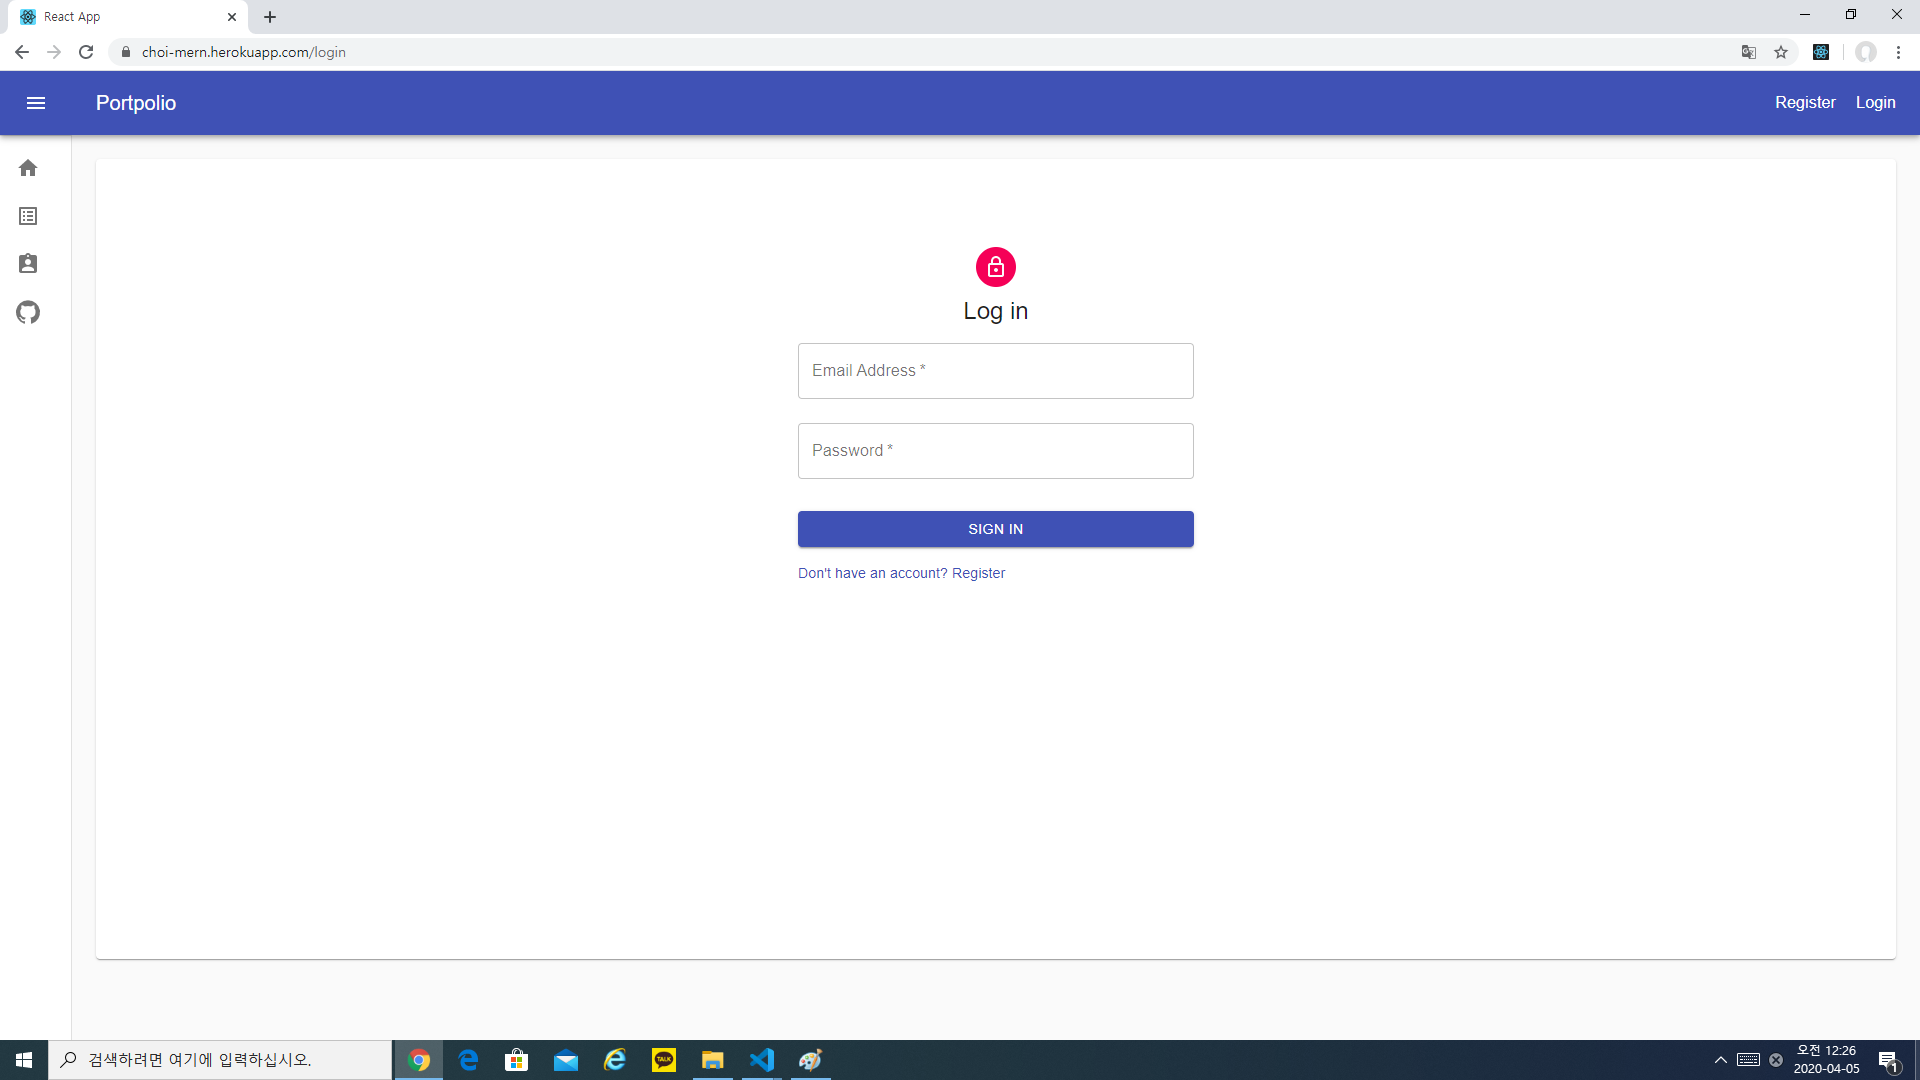 React App
choi-mern.herokuapp.com/login
Portpolio
Register
Login
Log in
Email Address *
Password *
SIGN IN
Don't have an account? Register
검색하려면 여기에 입력하십시오.
TALK
오전 12:26
2020-04-05
1